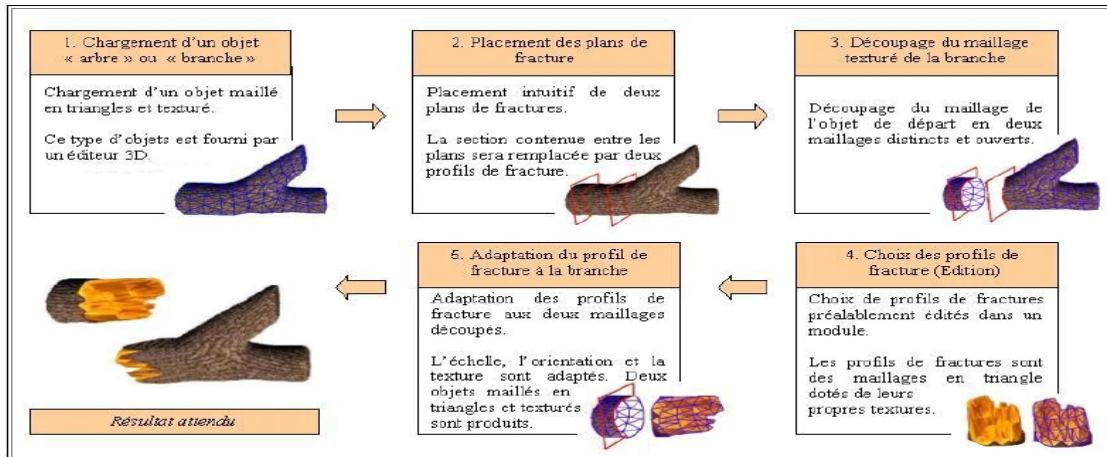 1. Chargement d'un objet
« arbre » ou « branche »
Chargement d'un objet maillé
en triangles et texturé.
Ce type d'objets est fourni par
un éditeur 3D.
2. Placement des plans de
fracture
Placement intuitif de deux
plans de fractures.
La section contenue entre les
plans sera remplacée par deux
profils de fracture.
3. Découpage du maillage
texturé de la branche
Découpage du maillage de
l'objet de départ en deux
maillages distincts et ouverts.
4. Choix des profils de
fracture (Edition)
Choix de profils de fractures
préalablement édités dans un
module.
Les profils de fractures sont
des maillages en triangle
dotés de leurs
propres textures.
5. Adaptation du profil de
fracture à la branche
Adaptation des profils de
fracture aux deux maillages
découpés.
L'échelle, l'orientation et la
texture sont adaptés. Deux
objets maillés en
triangles et texturés
sont produits.
Résultat attendu